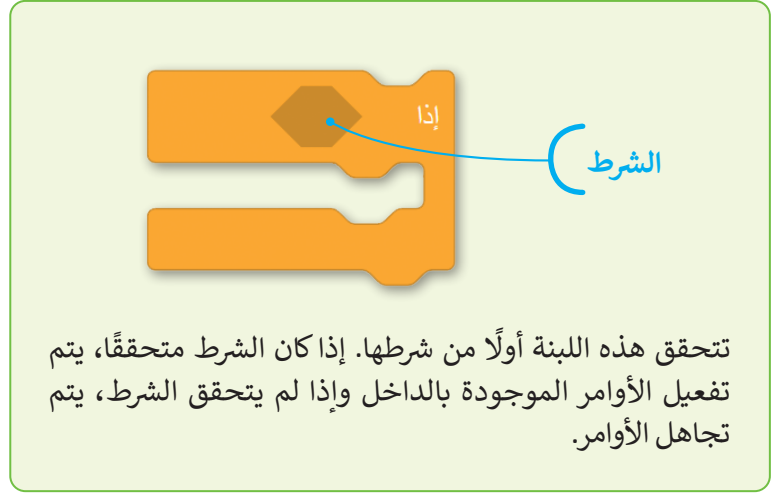 إذا
الشرط
تتحقق هذه اللبنة أولًا من شرطها. إذا كان الشرط متحققًا، يتم
تفعيل الأوامر الموجودة بالداخل وإذا لم يتحقق الشرط، يتم
تجاهل الأوامر.